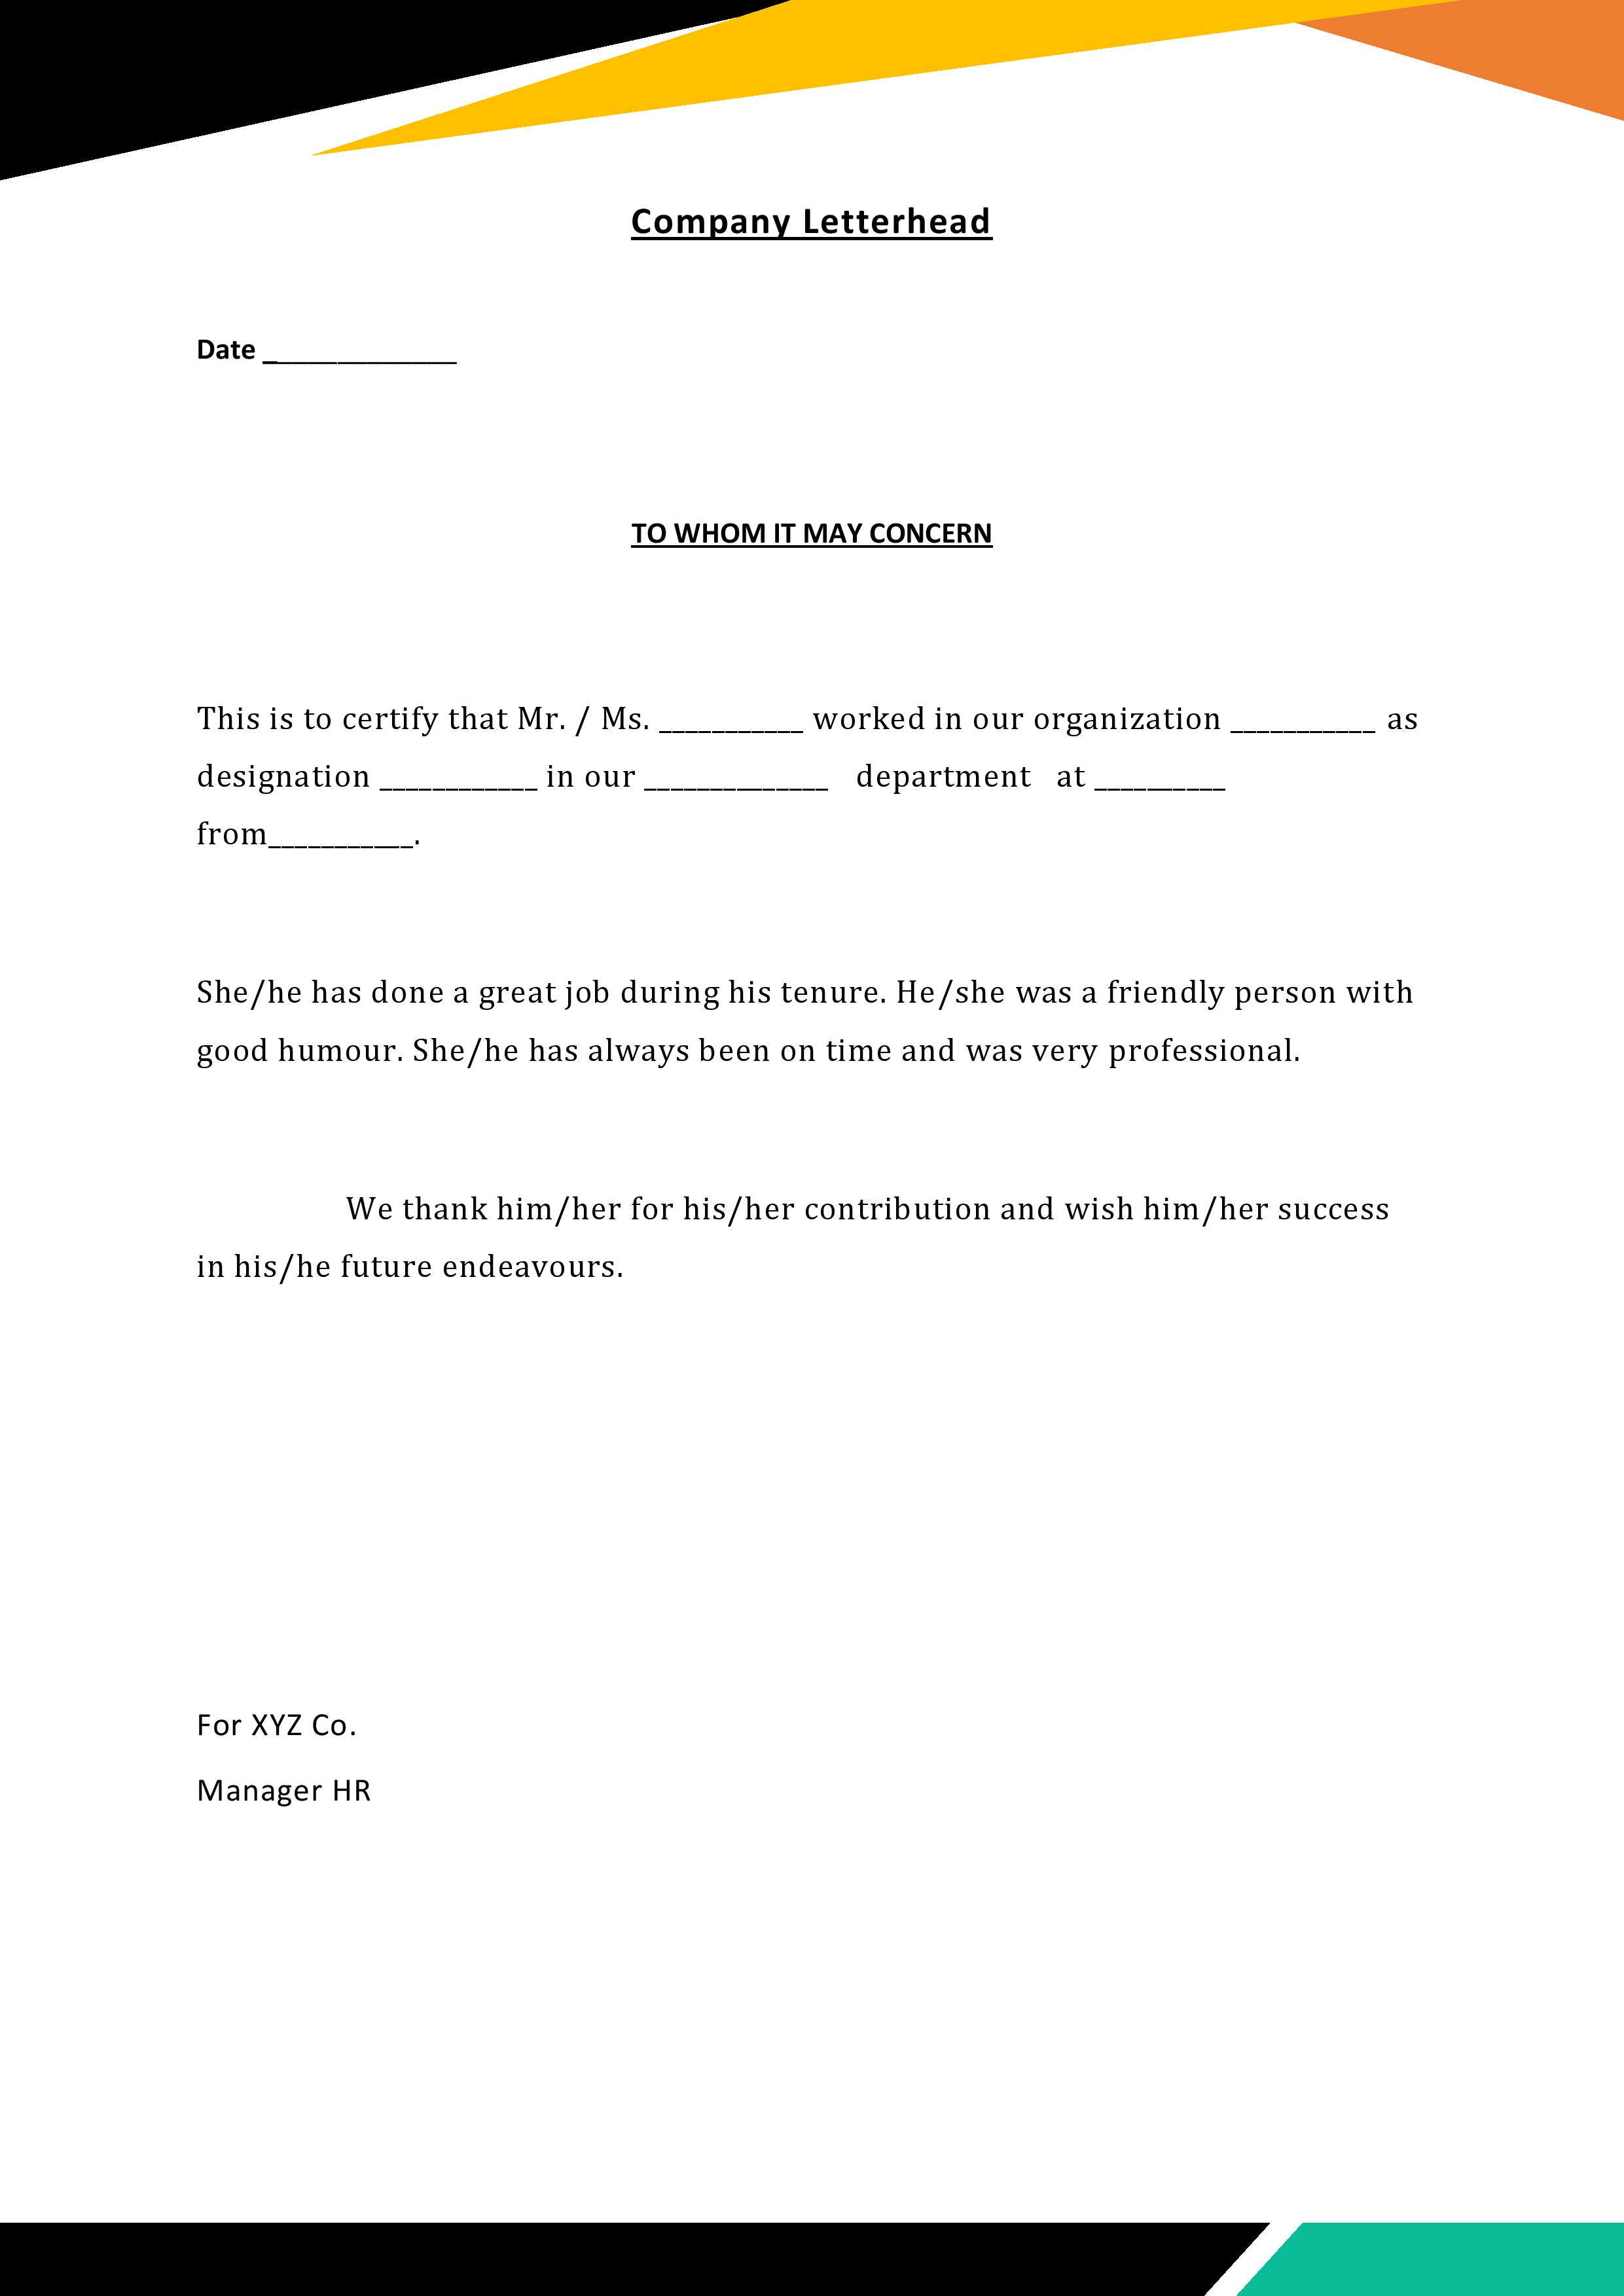 Company Letterhead
Date _____________
TO WHOM IT MAY CONCERN
This is to certify that Mr. / Ms. ___________ worked in our organization ___________ as
designation ____________ in our ______________ department at __________
from___________.
She/he has done a great job during his tenure. He/she was a friendly person with
good humour. She/he has always been on time and was very professional.
We thank him/her for his/her contribution and wish him/her success
in his/he future endeavours.
For XYZ Co.
Manager HR